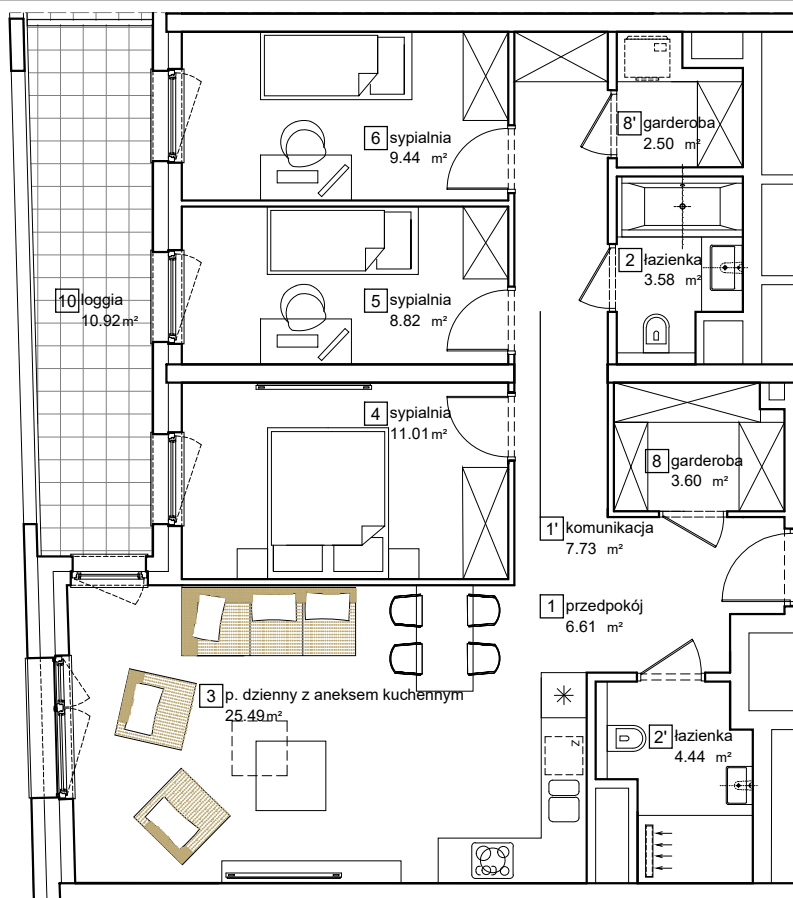 6 sypialnia
9.44 m²
8' garderoba
2.50 m²
2 łazienka
3.58 m²
10 loggia
10.92 m²
5 sypialnia
8.82 m²
4 sypialnia
11.01 m²
8 garderoba
3.60 m²
1' komunikacja
7.73 m²
1 przedpokój
6.61 m²
3 p. dzienny z aneksem kuchennym
25.49 m²
Z
2' łazienka
4.44 m²